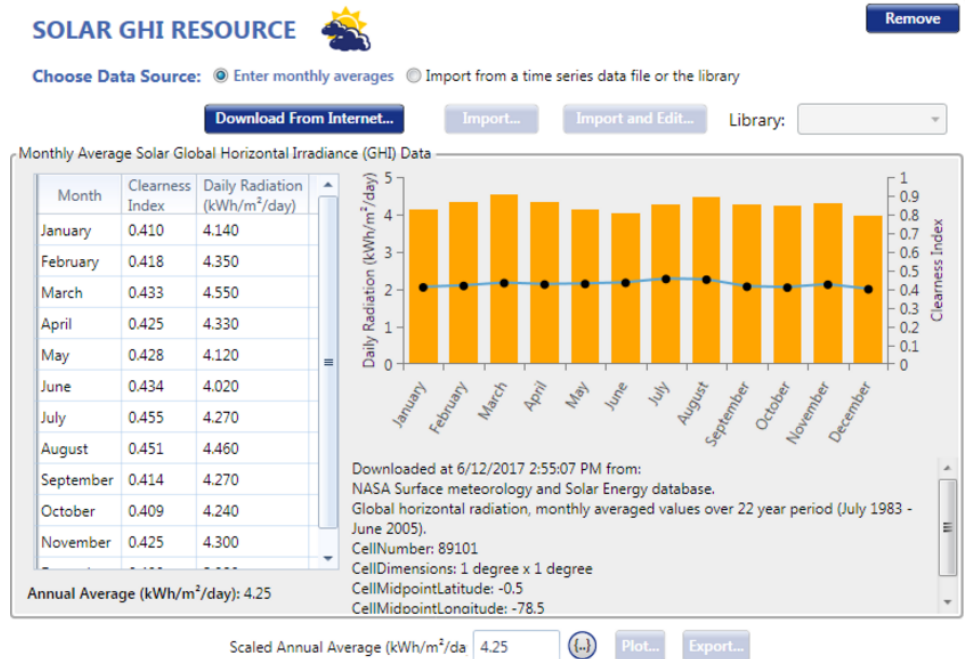 SOLAR GHI RESOURCE
Remove
Choose Data Source: Enter monthly averages Import from a time series data file or the library
Download From Internet... Import... Import and Edit... Library:
Monthly Average Solar Global Horizontal Irradiance (GHI) Data
Month Clearness Index Daily Radiation (kWh/m²/day)
January 0.410 4.140
February 0.418 4.350
March 0.433 4.550
April 0.425 4.330
May 0.428 4.120
June 0.434 4.020
July 0.455 4.270
August 0.451 4.460
September 0.414 4.270
October 0.409 4.240
November 0.425 4.300
Annual Average (kWh/m²/day): 4.25
Daily Radiation (kWh/m²/day)
5
4
3
2
1
0
1
0.9
0.8
0.7
0.6
0.5
0.4
0.3
0.2
0.1
0
Clearness Index
January February March April May June July August September October November December
Downloaded at 6/12/2017 2:55:07 PM from:
NASA Surface meteorology and Solar Energy database.
Global horizontal radiation, monthly averaged values over 22 year period (July 1983 -
June 2005).
CellNumber: 89101
CellDimensions: 1 degree x 1 degree
CellMidpointLatitude: -0.5
CellMidpointLongitude: -78.5
Scaled Annual Average (kWh/m²/da 4.25 {..} Plot... Export...